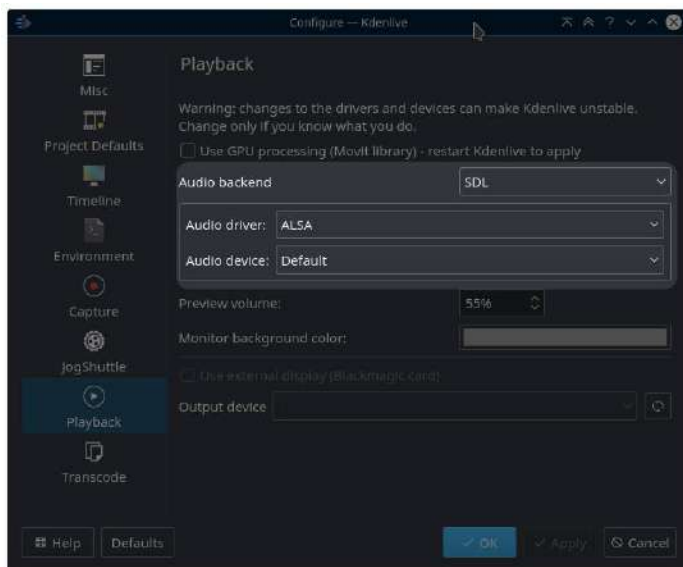 Configure — Kdenlive
Misc
Project Defaults
Timeline
Environment
Capture
JogShuttle
Playback
Transcode
Playback
Warning: changes to the drivers and devices can make Kdenlive unstable.
Change only if you know what you do.
Use GPU processing (Movit library) - restart Kdenlive to apply
Audio backend SDL
Audio driver: ALSA
Audio device: Default
Preview volume: 55%
Monitor background color:
Use external display (Blackmagic card)
Output device
Help Defaults OK Apply Cancel